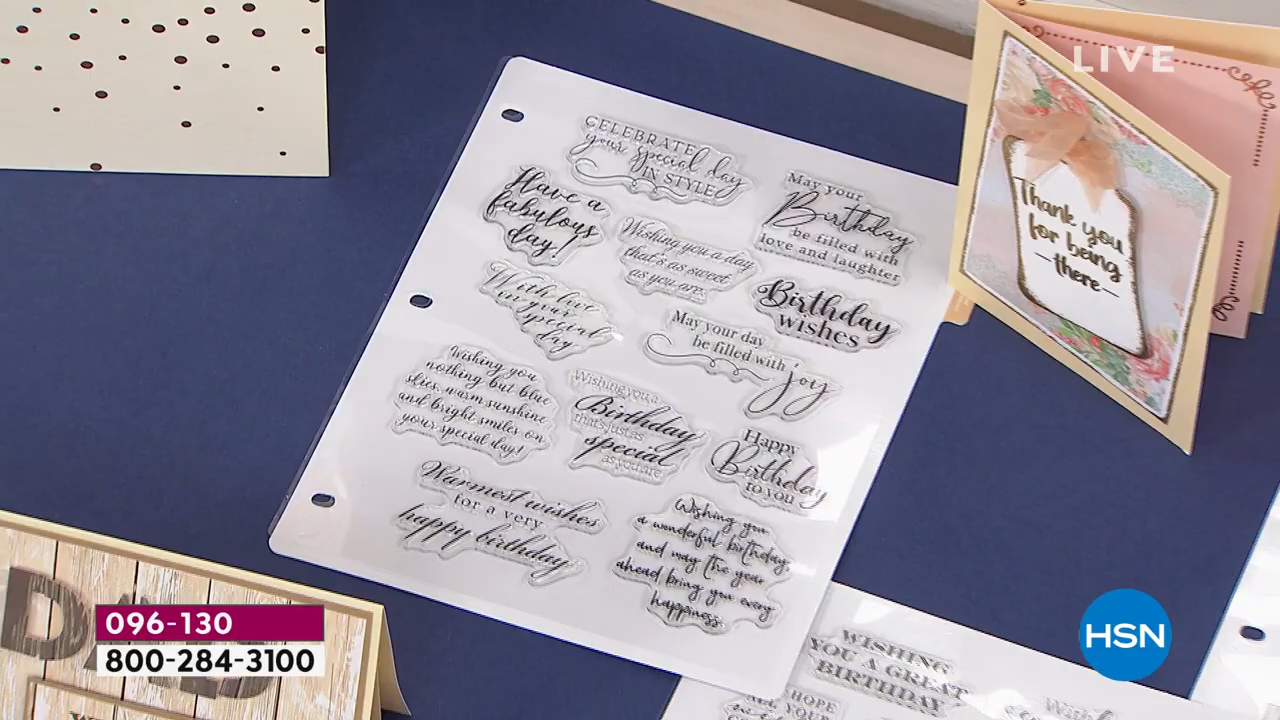 LIVE
CELEBRATE
your special day
IN STYLE
Have a
fabulous
day!
May your
Birthday
be filled with
love and laughter
Wishing you a day
that's as sweet
as you are.
With love
on your
special
day
Birthday
wishes
May your day
be filled with
joy
Wishing you
nothing but blue
skies, warm sunshine
and bright smiles on
your special day!
Wishing you a
Birthday
that's just as
special
as you are
Happy
Birthday
to you
Warmest wishes
for a very
happy birthday
Wishing you
a wonderful birthday
and may the year
ahead bring you every
happiness.
Thank you
for being
there
WISHING
YOU A GREAT
BIRTHDAY
HOPE
YOUR
096-130
800-284-3100
HSN